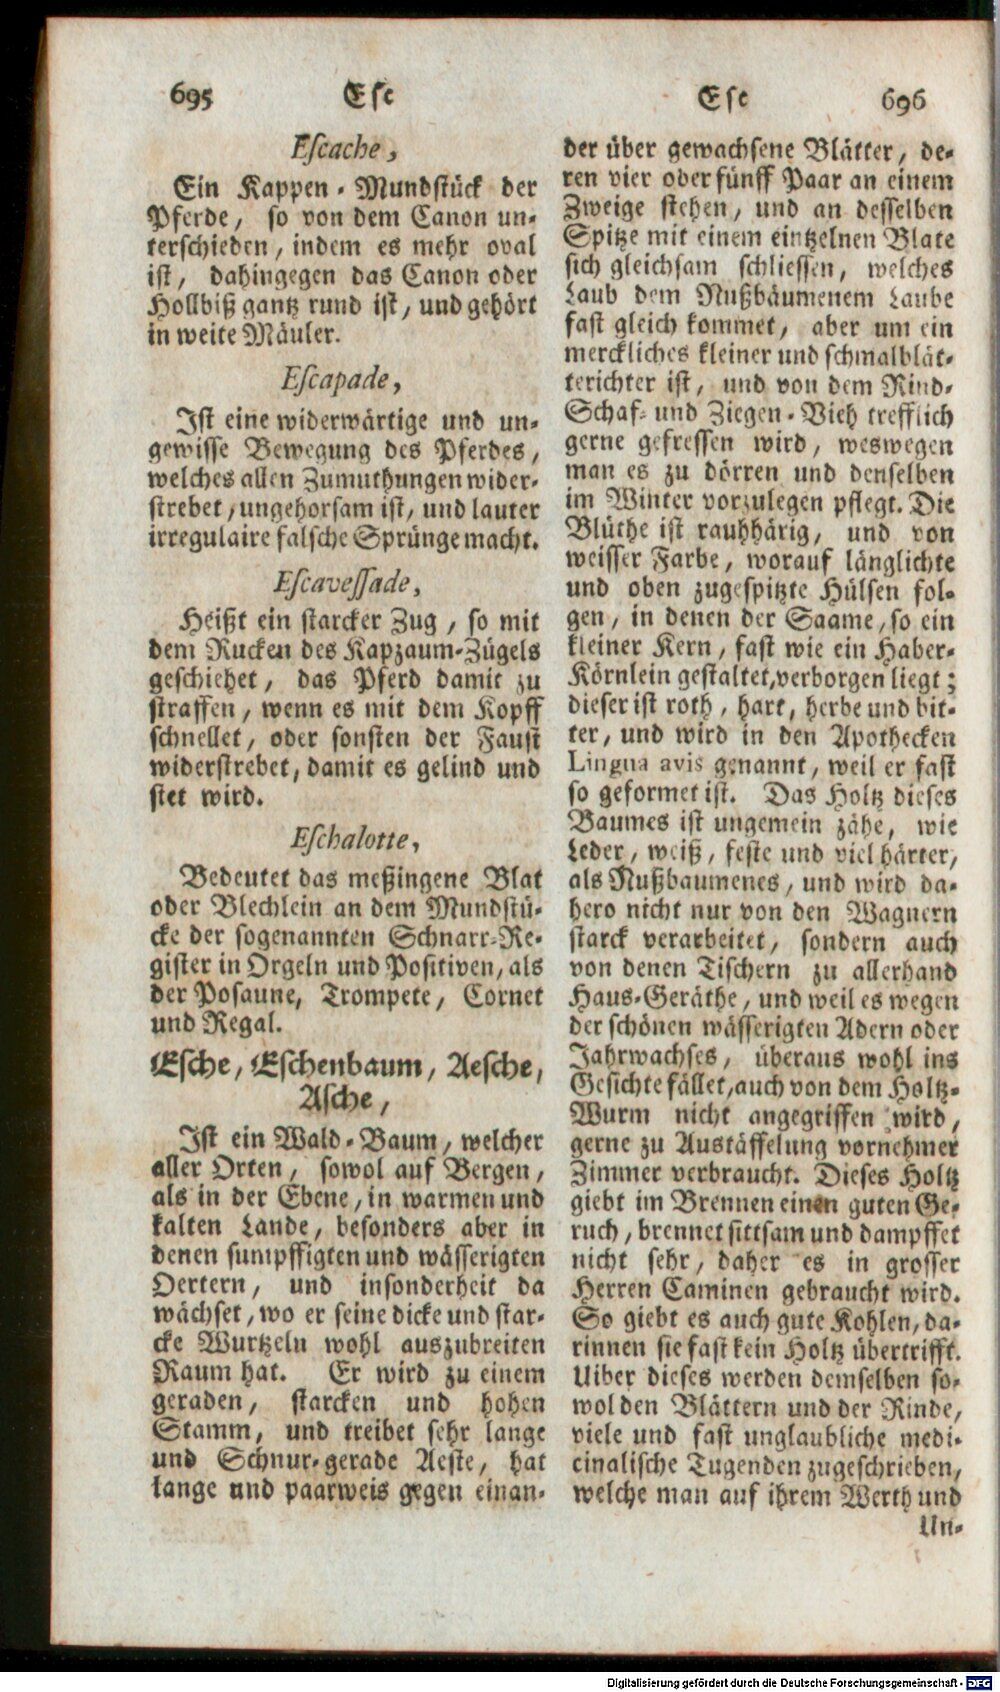 695 Esc
Escache,
Ein Kappen-Mundstück der
Pferde, so von dem Canon un-
terschieden, indem es mehr oval
ist, dahingegen das Canon oder
Hollbiß gantz rund ist, und gehört
in weite Mäuler.
Escapade,
Ist eine widerwärtige und un-
gewisse Bewegung des Pferdes,
welches allen Zumuthungen wider-
strebet, ungehorsam ist, und lauter
irregulaire falsche Sprünge macht.
Escavessade,
Heißt ein starcker Zug, so mit
dem Rucken des Kapzaum-Zügels
geschiehet, das Pferd damit zu
straffen, wenn es mit dem Kopff
schnellet, oder sonsten der Faust
widerstrebet, damit es gelind und
stet wird.
Eschalotte,
Bedeutet das meßingene Blat
oder Blechlein an dem Mundstü-
cke der sogenannten Schnarr-Re-
gister in Orgeln und Positiven, als
der Posaune, Trompete, Cornet
und Regal.
Esche, Eschenbaum, Aesche,
Asche,
Ist ein Wald-Baum, welcher
aller Orten, sowol auf Bergen,
als in der Ebene, in warmen und
kalten Lande, besonders aber in
denen sumpffigten und wässerigten
Oertern, und insonderheit da
wächset, wo er seine dicke und star-
cke Wurtzeln wohl auszubreiten
Raum hat. Er wird zu einem
geraden, starcken und hohen
Stamm, und treibet sehr lange
und Schnur-gerade Aeste, hat
lange und paarweis gegen einan-
Esc 696
der über gewachsene Blätter, de-
ren vier oder fünff Paar an einem
Zweige stehen, und an desselben
Spitze mit einem eintzelnen Blate
sich gleichsam schliessen, welches
Laub dem Nußbäumenem Laube
fast gleich kommet, aber um ein
merckliches kleiner und schmalblät-
terichter ist, und von dem Rind-
Schaf- und Ziegen-Vieh trefflich
gerne gefressen wird, weswegen
man es zu dörren und denselben
im Winter vorzulegen pflegt. Die
Blüthe ist rauhhärig, und von
weisser Farbe, worauf länglichte
und oben zugespitzte Hülsen fol-
gen, in denen der Saame, so ein
kleiner Kern, fast wie ein Haber-
Körnlein gestaltet, verborgen liegt;
dieser ist roth, hart, herbe und bit-
ter, und wird in den Apothecken
Lingua avis genannt, weil er fast
so geformet ist. Das Holtz dieses
Baumes ist ungemein zähe, wie
Leder, weiß, feste und viel härter,
als Nußbaumenes, und wird da-
hero nicht nur von den Wagnern
starck verarbeitet, sondern auch
von denen Tischern zu allerhand
Haus-Geräthe, und weil es wegen
der schönen wässerigten Adern oder
Jahrwachses, überaus wohl ins
Gesichte fället, auch von dem Holtz-
Wurm nicht angegriffen wird,
gerne zu Austäffelung vornehmer
Zimmer verbraucht. Dieses Holtz
giebt im Brennen einen guten Ge-
ruch, brennet sittsam und dampffet
nicht sehr, daher es in grosser
Herren Caminen gebraucht wird.
So giebt es auch gute Kohlen, da-
rinnen sie fast kein Holtz übertrifft.
Uiber dieses werden demselben so-
wol den Blättern und der Rinde,
viele und fast unglaubliche medi-
cinalische Tugenden zugeschrieben,
welche man auf ihrem Werth und
Un-
Digitalisierung gefördert durch die Deutsche Forschungsgemeinschaft - DFG